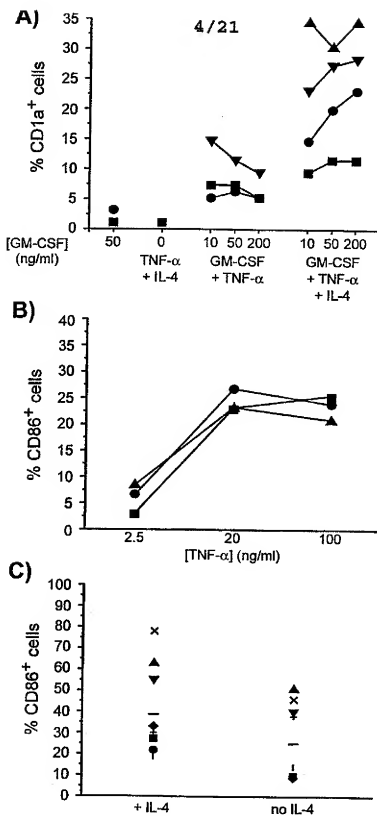 A)
4/21
35
30
25
20
15
10
5
0
% CD1a+ cells
[GM-CSF] 50 0 10 50 200 10 50 200
(ng/ml) TNF-α GM-CSF GM-CSF
+ IL-4 + TNF-α + TNF-α
+ IL-4
B)
40
35
30
25
20
15
10
5
0
% CD86+ cells
2.5 20 100
[TNF-α] (ng/ml)
C)
100
90
80
70
60
50
40
30
20
10
0
% CD86+ cells
+ IL-4 no IL-4